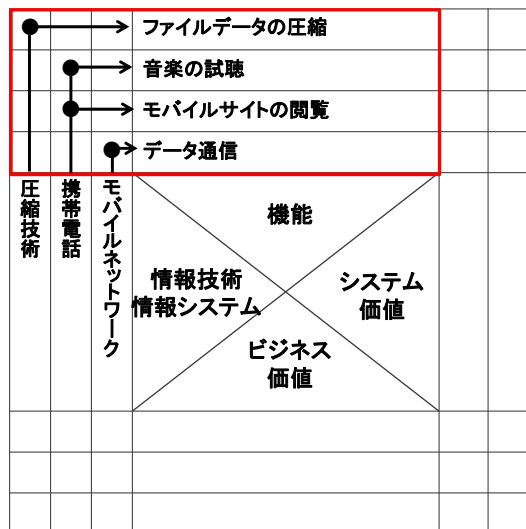 ファイルデータの圧縮
音楽の試聴
モバイルサイトの閲覧
データ通信
圧縮技術
携帯電話
モバイルネットワーク
機能
情報技術
情報システム
システム
価値
ビジネス
価値